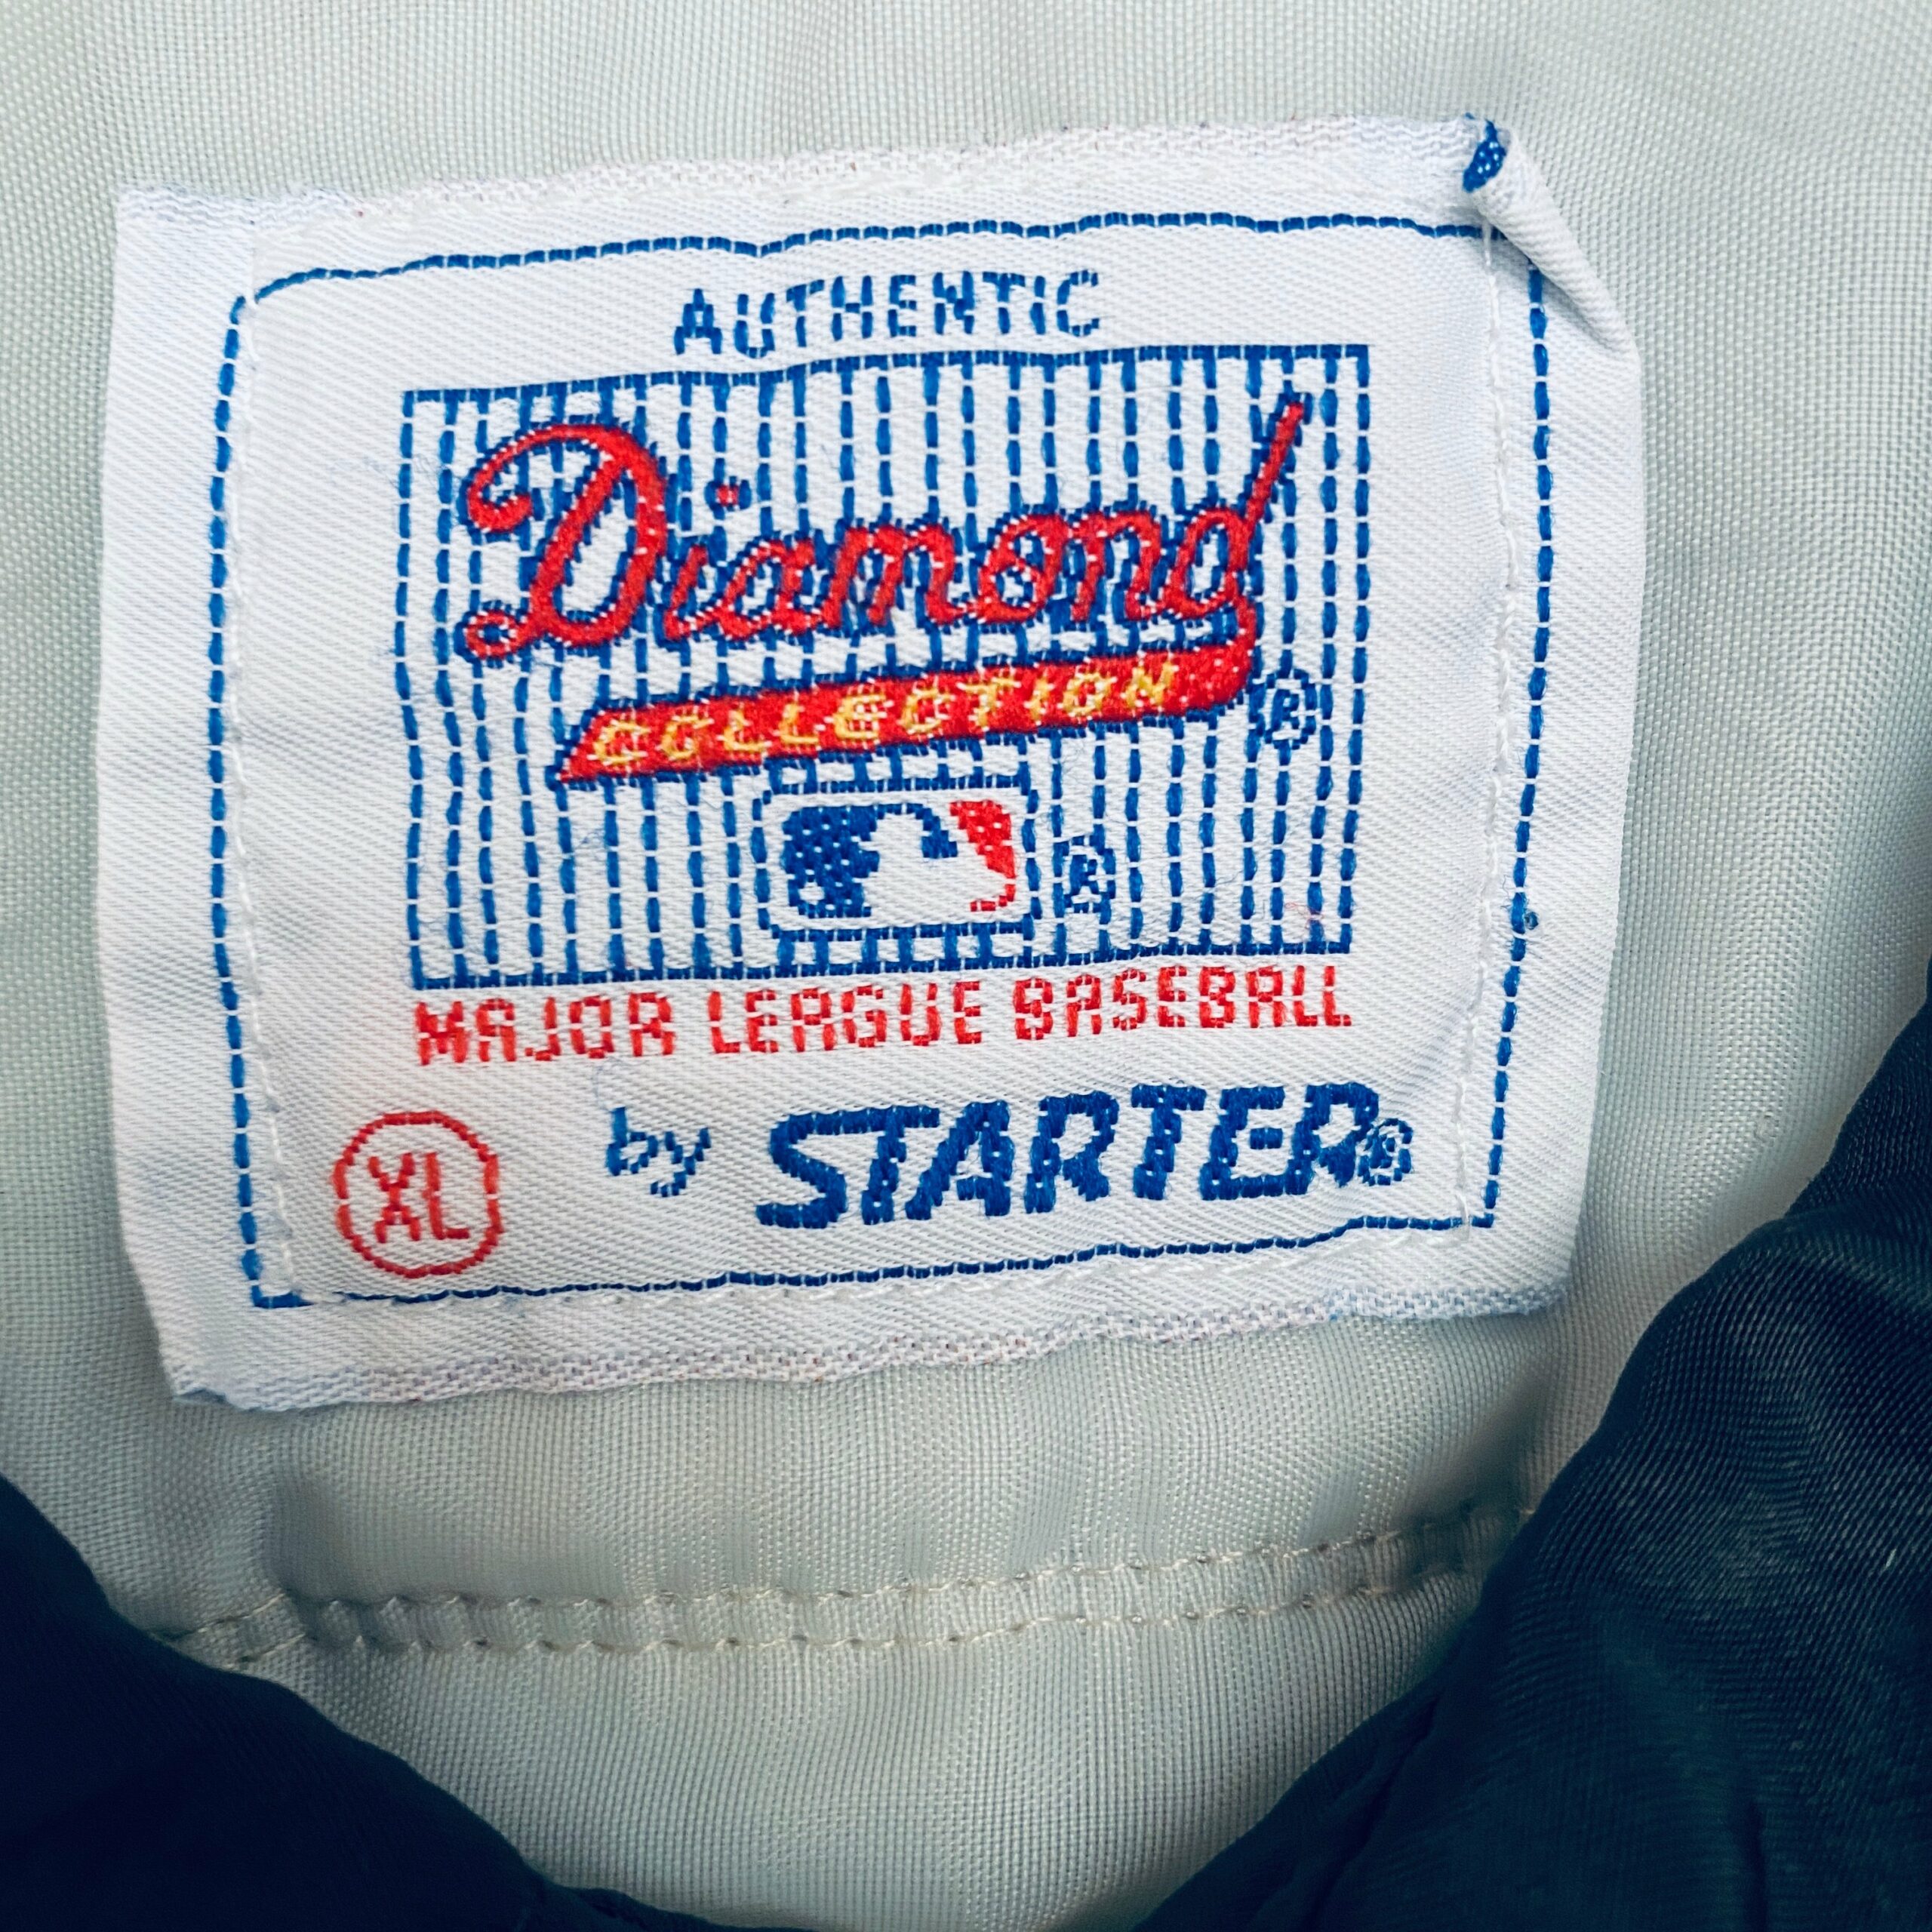 AUTHENTIC
Diamond
COLLECTION ®
®
MAJOR LEAGUE BASEBALL
XL by STARTER®